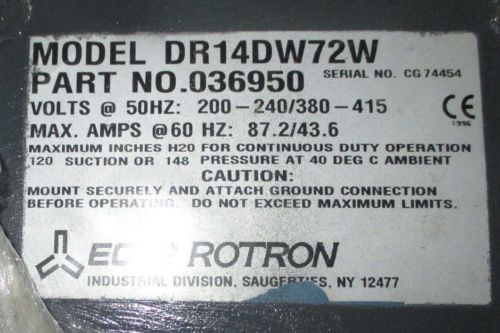 MODEL DR14DW72W
PART NO.036950 SERIAL NO. CG74454
VOLTS @ 50HZ: 200-240/380-415
MAX. AMPS @60 HZ: 87.2/43.6
CE
1996
MAXIMUM INCHES H20 FOR CONTINUOUS DUTY OPERATION
120 SUCTION OR 148 PRESSURE AT 40 DEG C AMBIENT
CAUTION:
MOUNT SECURELY AND ATTACH GROUND CONNECTION
BEFORE OPERATING. DO NOT EXCEED MAXIMUM LIMITS.
ROTRON
INDUSTRIAL DIVISION, SAUGERTIES, NY 12477